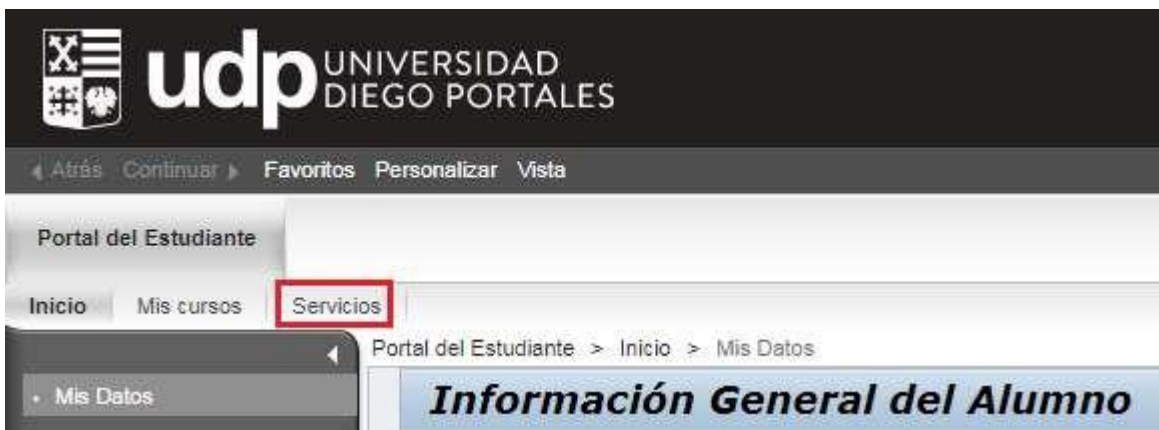 udp UNIVERSIDAD
DIEGO PORTALES
Atrás Continuar Favoritos Personalizar Vista
Portal del Estudiante
Inicio Mis cursos Servicios
Portal del Estudiante > Inicio > Mis Datos
Mis Datos
Información General del Alumno